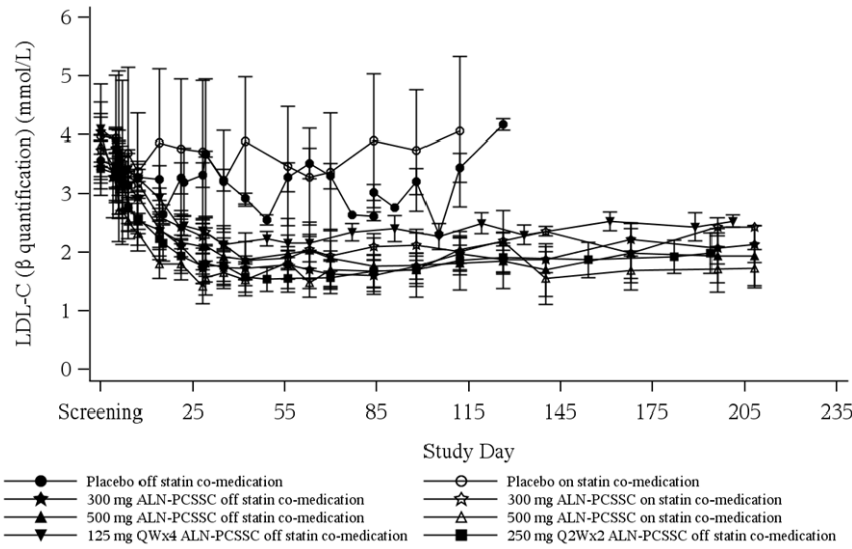 6
5
4
3
2
1
0
LDL-C (β quantification) (mmol/L)
Screening 25 55 85 115 145 175 205 235
Study Day
Placebo off statin co-medication Placebo on statin co-medication
300 mg ALN-PCSSC off statin co-medication 300 mg ALN-PCSSC on statin co-medication
500 mg ALN-PCSSC off statin co-medication 500 mg ALN-PCSSC on statin co-medication
125 mg QWx4 ALN-PCSSC off statin co-medication 250 mg Q2Wx2 ALN-PCSSC off statin co-medication